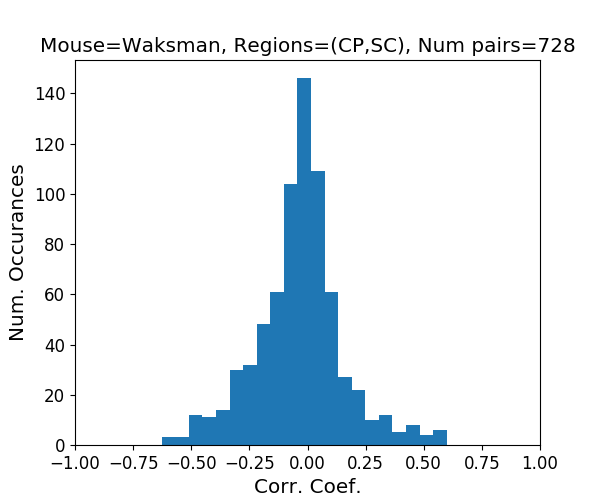 Mouse=Waksman, Regions=(CP,SC), Num pairs=728
140
120
100
80
60
40
20
0
Num. Occurances
−1.00 −0.75 −0.50 −0.25 0.00 0.25 0.50 0.75 1.00
Corr. Coef.